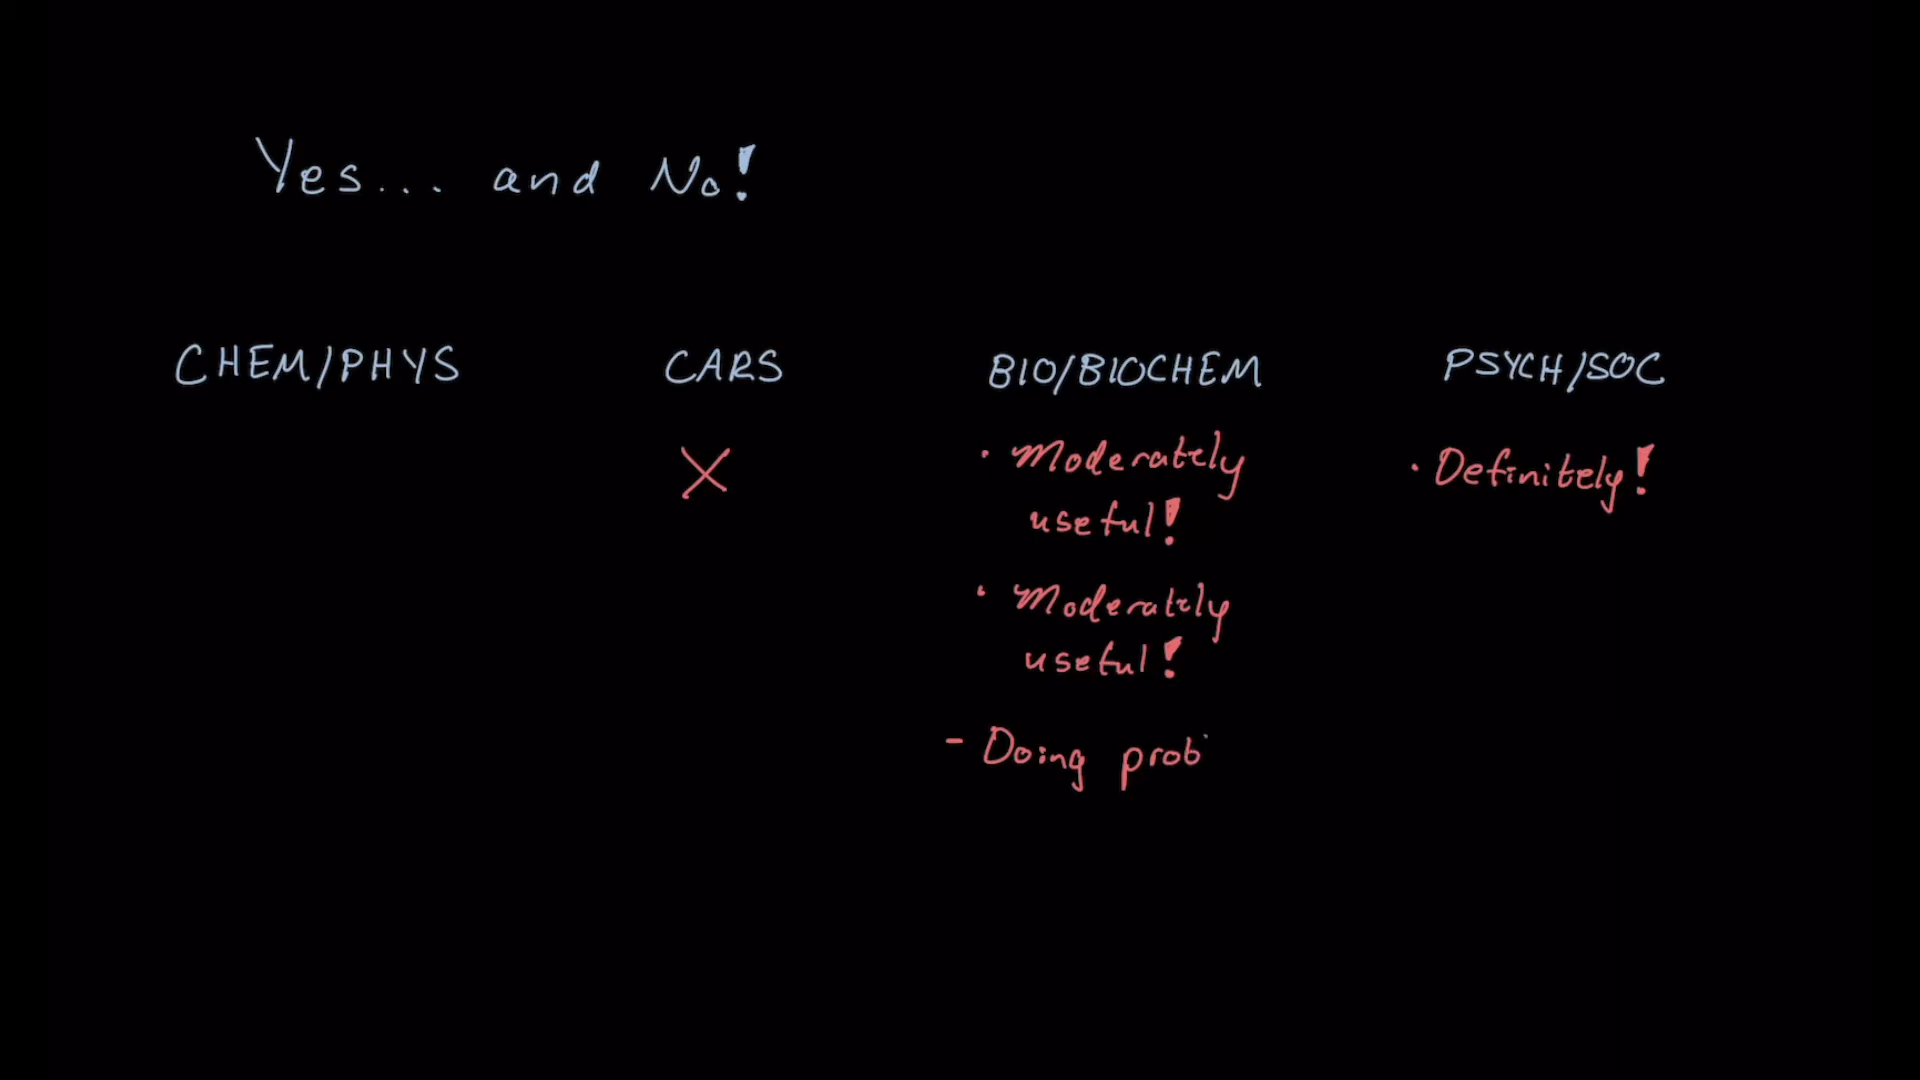 Yes... and No!
CHEM/PHYS CARS BIO/BIOCHEM PSYCH/SOC
X
• Moderately
useful!
• Moderately
useful!
- Doing prob
• Definitely!